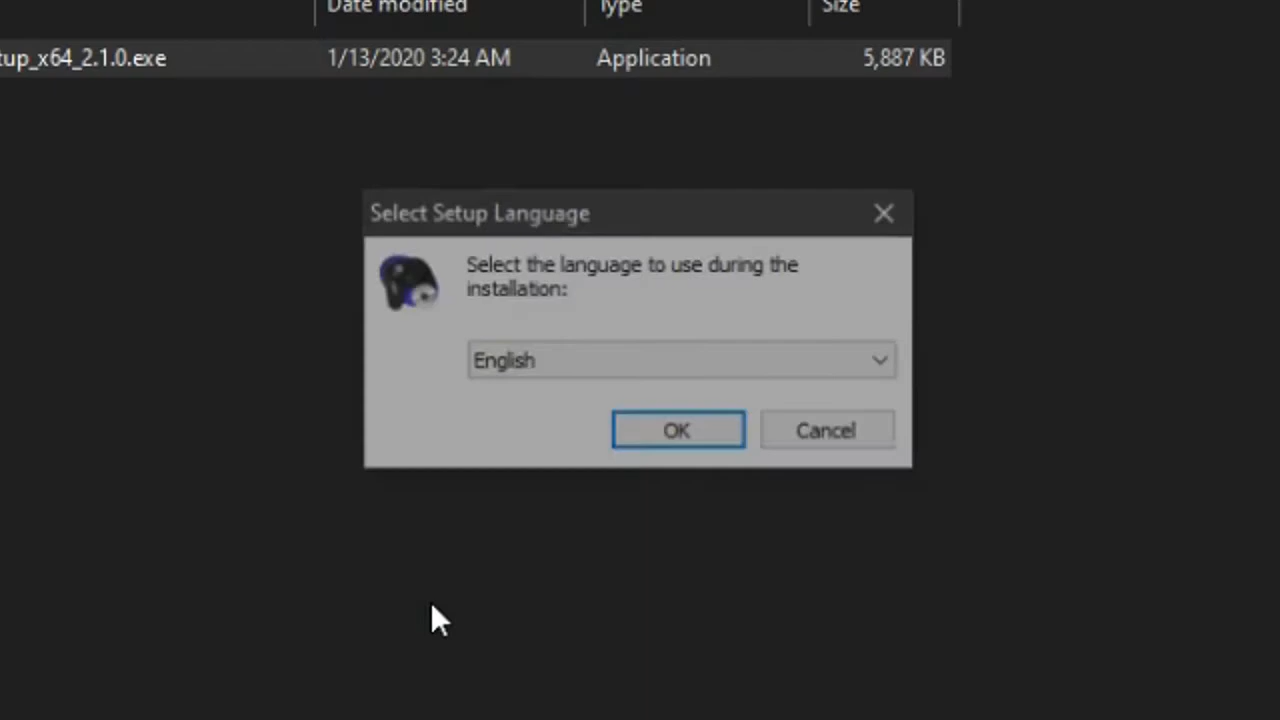 Date modified Type Size
tup_x64_2.1.0.exe 1/13/2020 3:24 AM Application 5,887 KB
Select Setup Language
Select the language to use during the
installation:
English
OK Cancel